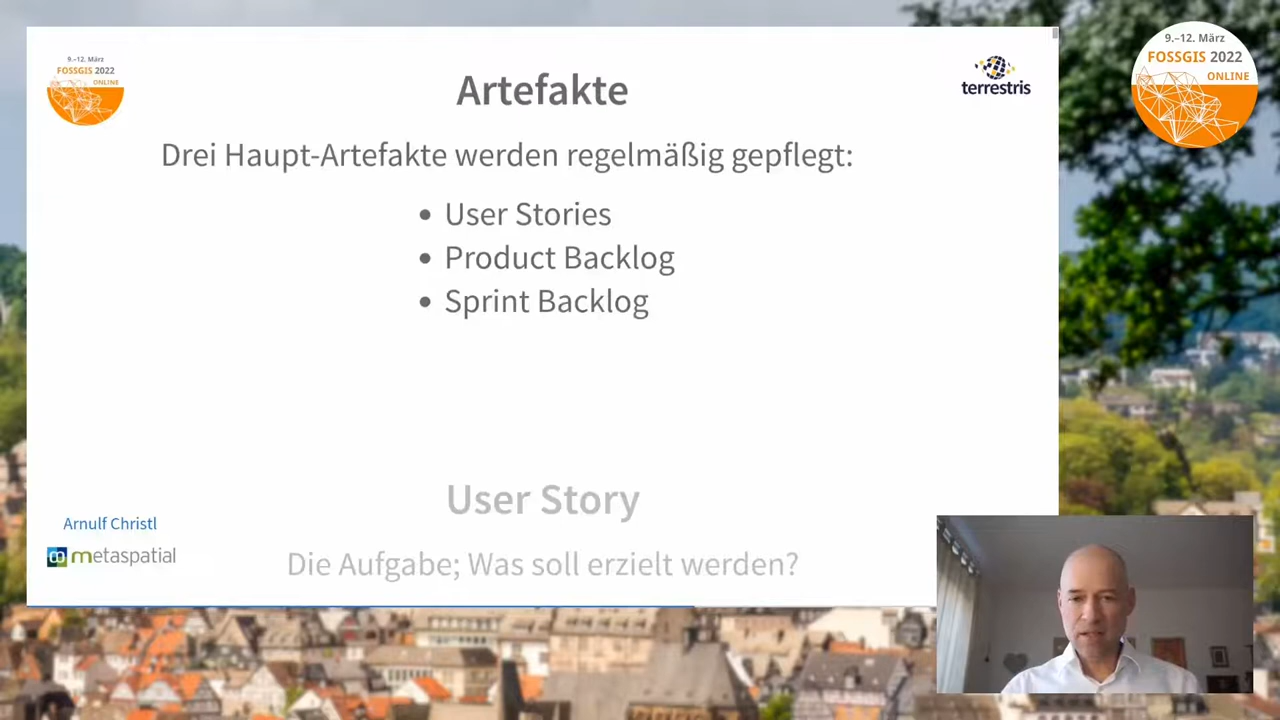 9.–12. März
FOSSGIS 2022
ONLINE
terrestris
Artefakte
Drei Haupt-Artefakte werden regelmäßig gepflegt:
• User Stories
• Product Backlog
• Sprint Backlog
User Story
Die Aufgabe; Was soll erzielt werden?
Arnulf Christl
metaspatial
9.–12. März
FOSSGIS 2022
ONLINE